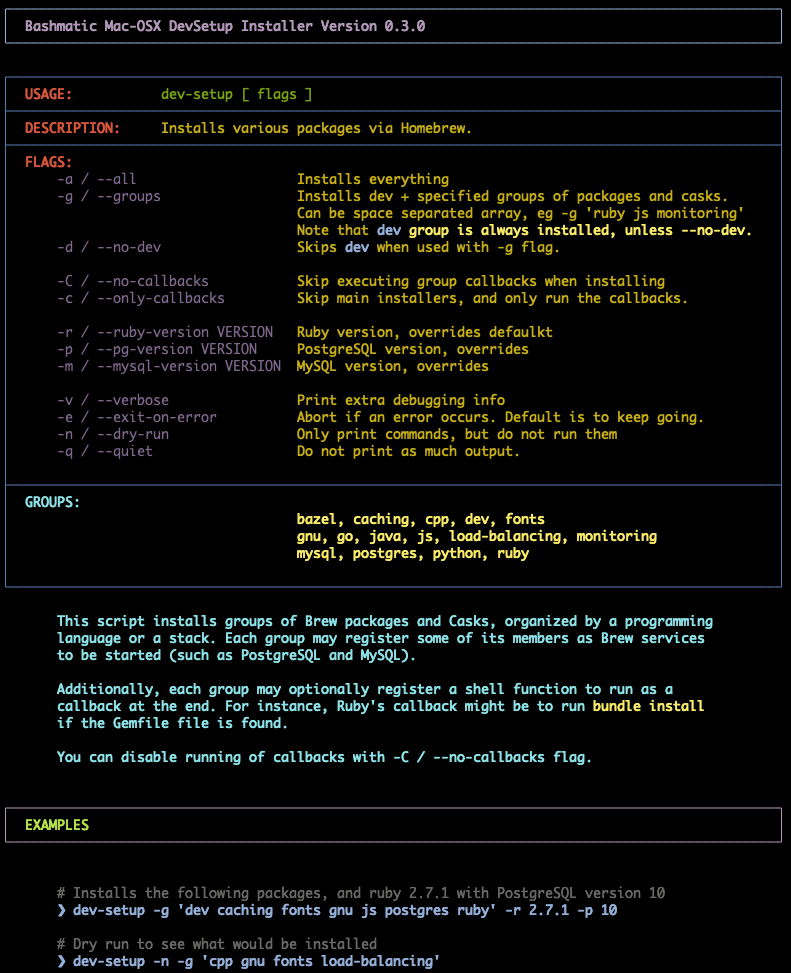 Bashmatic Mac-OSX DevSetup Installer Version 0.3.0
USAGE: dev-setup [ flags ]
DESCRIPTION: Installs various packages via Homebrew.
FLAGS:
-a / --all Installs everything
-g / --groups Installs dev + specified groups of packages and casks.
Can be space separated array, eg -g 'ruby js monitoring'
Note that dev group is always installed, unless --no-dev.
-d / --no-dev Skips dev when used with -g flag.
-C / --no-callbacks Skip executing group callbacks when installing
-c / --only-callbacks Skip main installers, and only run the callbacks.
-r / --ruby-version VERSION Ruby version, overrides defaulkt
-p / --pg-version VERSION PostgreSQL version, overrides
-m / --mysql-version VERSION MySQL version, overrides
-v / --verbose Print extra debugging info
-e / --exit-on-error Abort if an error occurs. Default is to keep going.
-n / --dry-run Only print commands, but do not run them
-q / --quiet Do not print as much output.
GROUPS:
bazel, caching, cpp, dev, fonts
gnu, go, java, js, load-balancing, monitoring
mysql, postgres, python, ruby
This script installs groups of Brew packages and Casks, organized by a programming
language or a stack. Each group may register some of its members as Brew services
to be started (such as PostgreSQL and MySQL).
Additionally, each group may optionally register a shell function to run as a
callback at the end. For instance, Ruby's callback might be to run bundle install
if the Gemfile file is found.
You can disable running of callbacks with -C / --no-callbacks flag.
EXAMPLES
# Installs the following packages, and ruby 2.7.1 with PostgreSQL version 10
❯ dev-setup -g 'dev caching fonts gnu js postgres ruby' -r 2.7.1 -p 10
# Dry run to see what would be installed
❯ dev-setup -n -g 'cpp gnu fonts load-balancing'